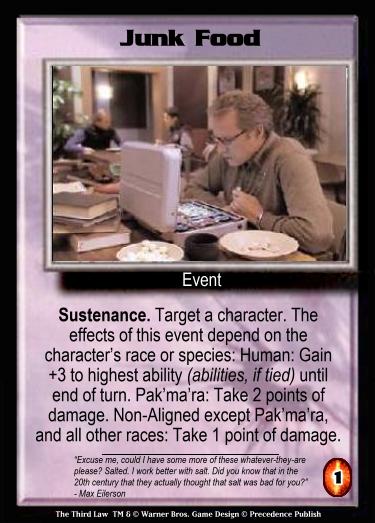 Junk Food
Event
Sustenance. Target a character. The
effects of this event depend on the
character's race or species: Human: Gain
+3 to highest ability (abilities, if tied) until
end of turn. Pak'ma'ra: Take 2 points of
damage. Non-Aligned except Pak'ma'ra,
and all other races: Take 1 point of damage.
"Excuse me, could I have some more of these whatever-they-are
please? Salted. I work better with salt. Did you know that in the
20th century that they actually thought that salt was bad for you?"
- Max Eilerson
1
The Third Law TM & © Warner Bros. Game Design © Precedence Publish